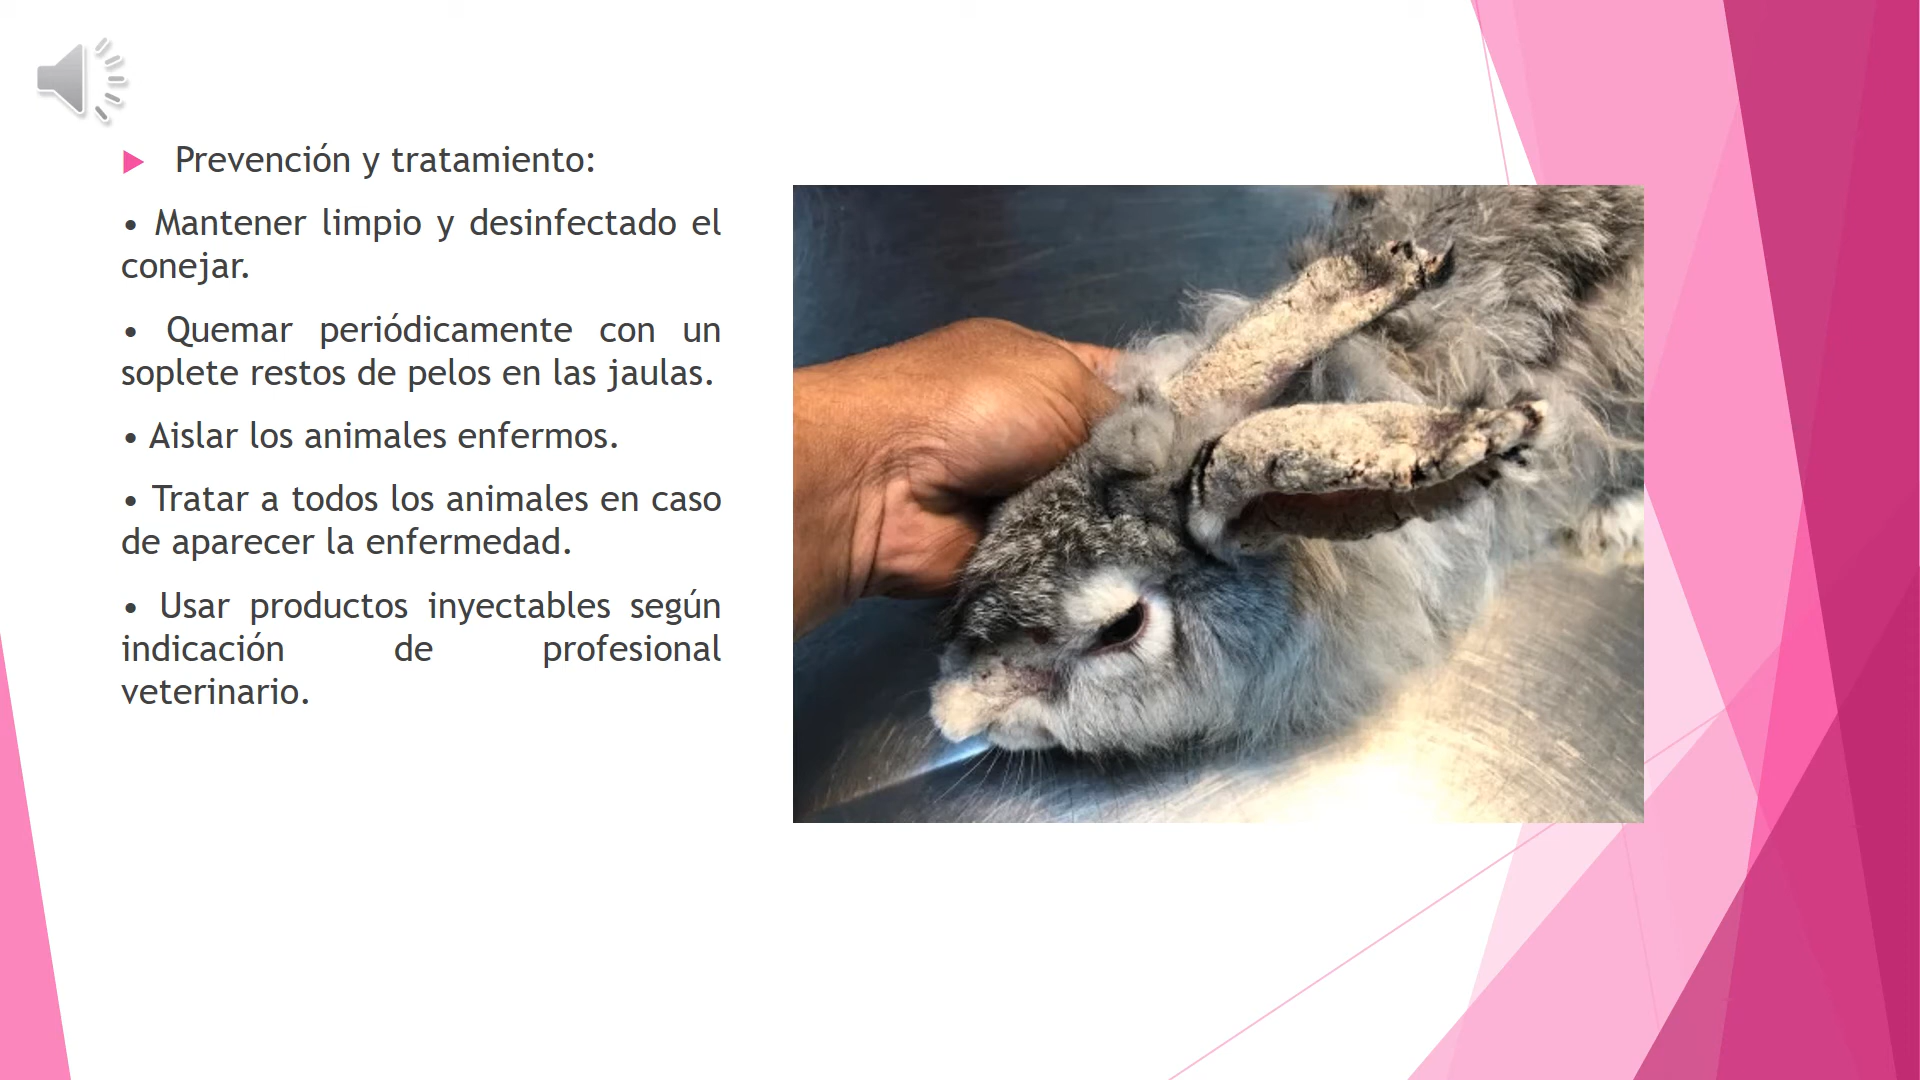 Prevención y tratamiento:
• Mantener limpio y desinfectado el
conejar.
• Quemar periódicamente con un
soplete restos de pelos en las jaulas.
• Aislar los animales enfermos.
• Tratar a todos los animales en caso
de aparecer la enfermedad.
• Usar productos inyectables según
indicación de profesional
veterinario.